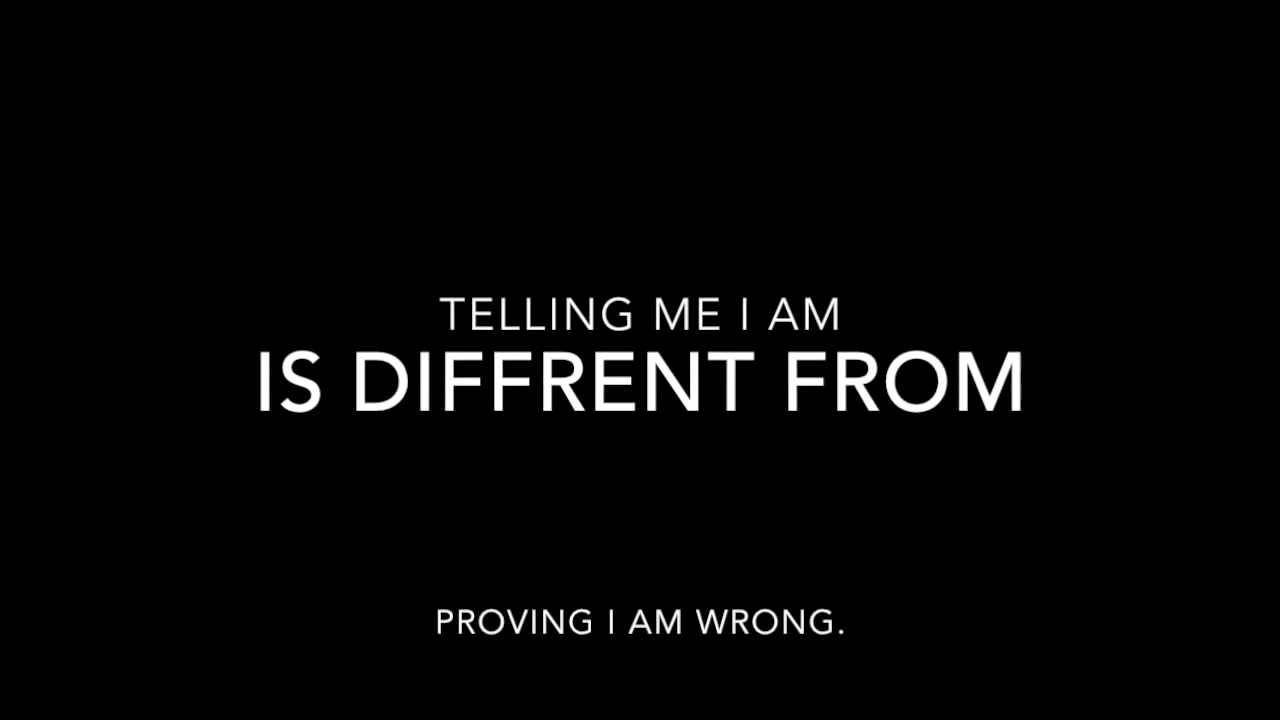 TELLING ME I AM
IS DIFFRENT FROM
PROVING I AM WRONG.